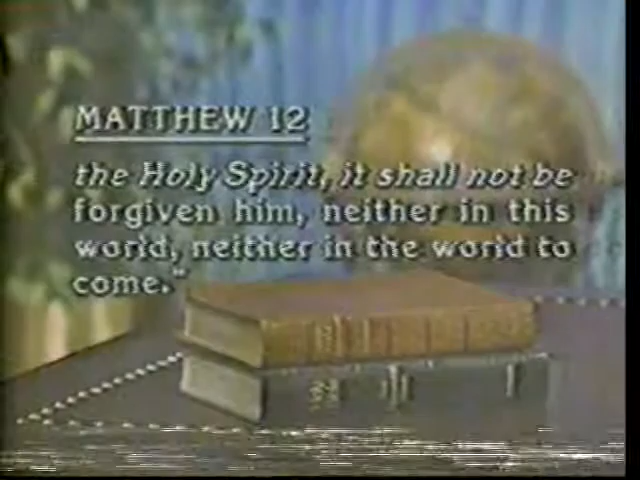 MATTHEW 12
the Holy Spirit, it shall not be
forgiven him, neither in this
world, neither in the world to
come."